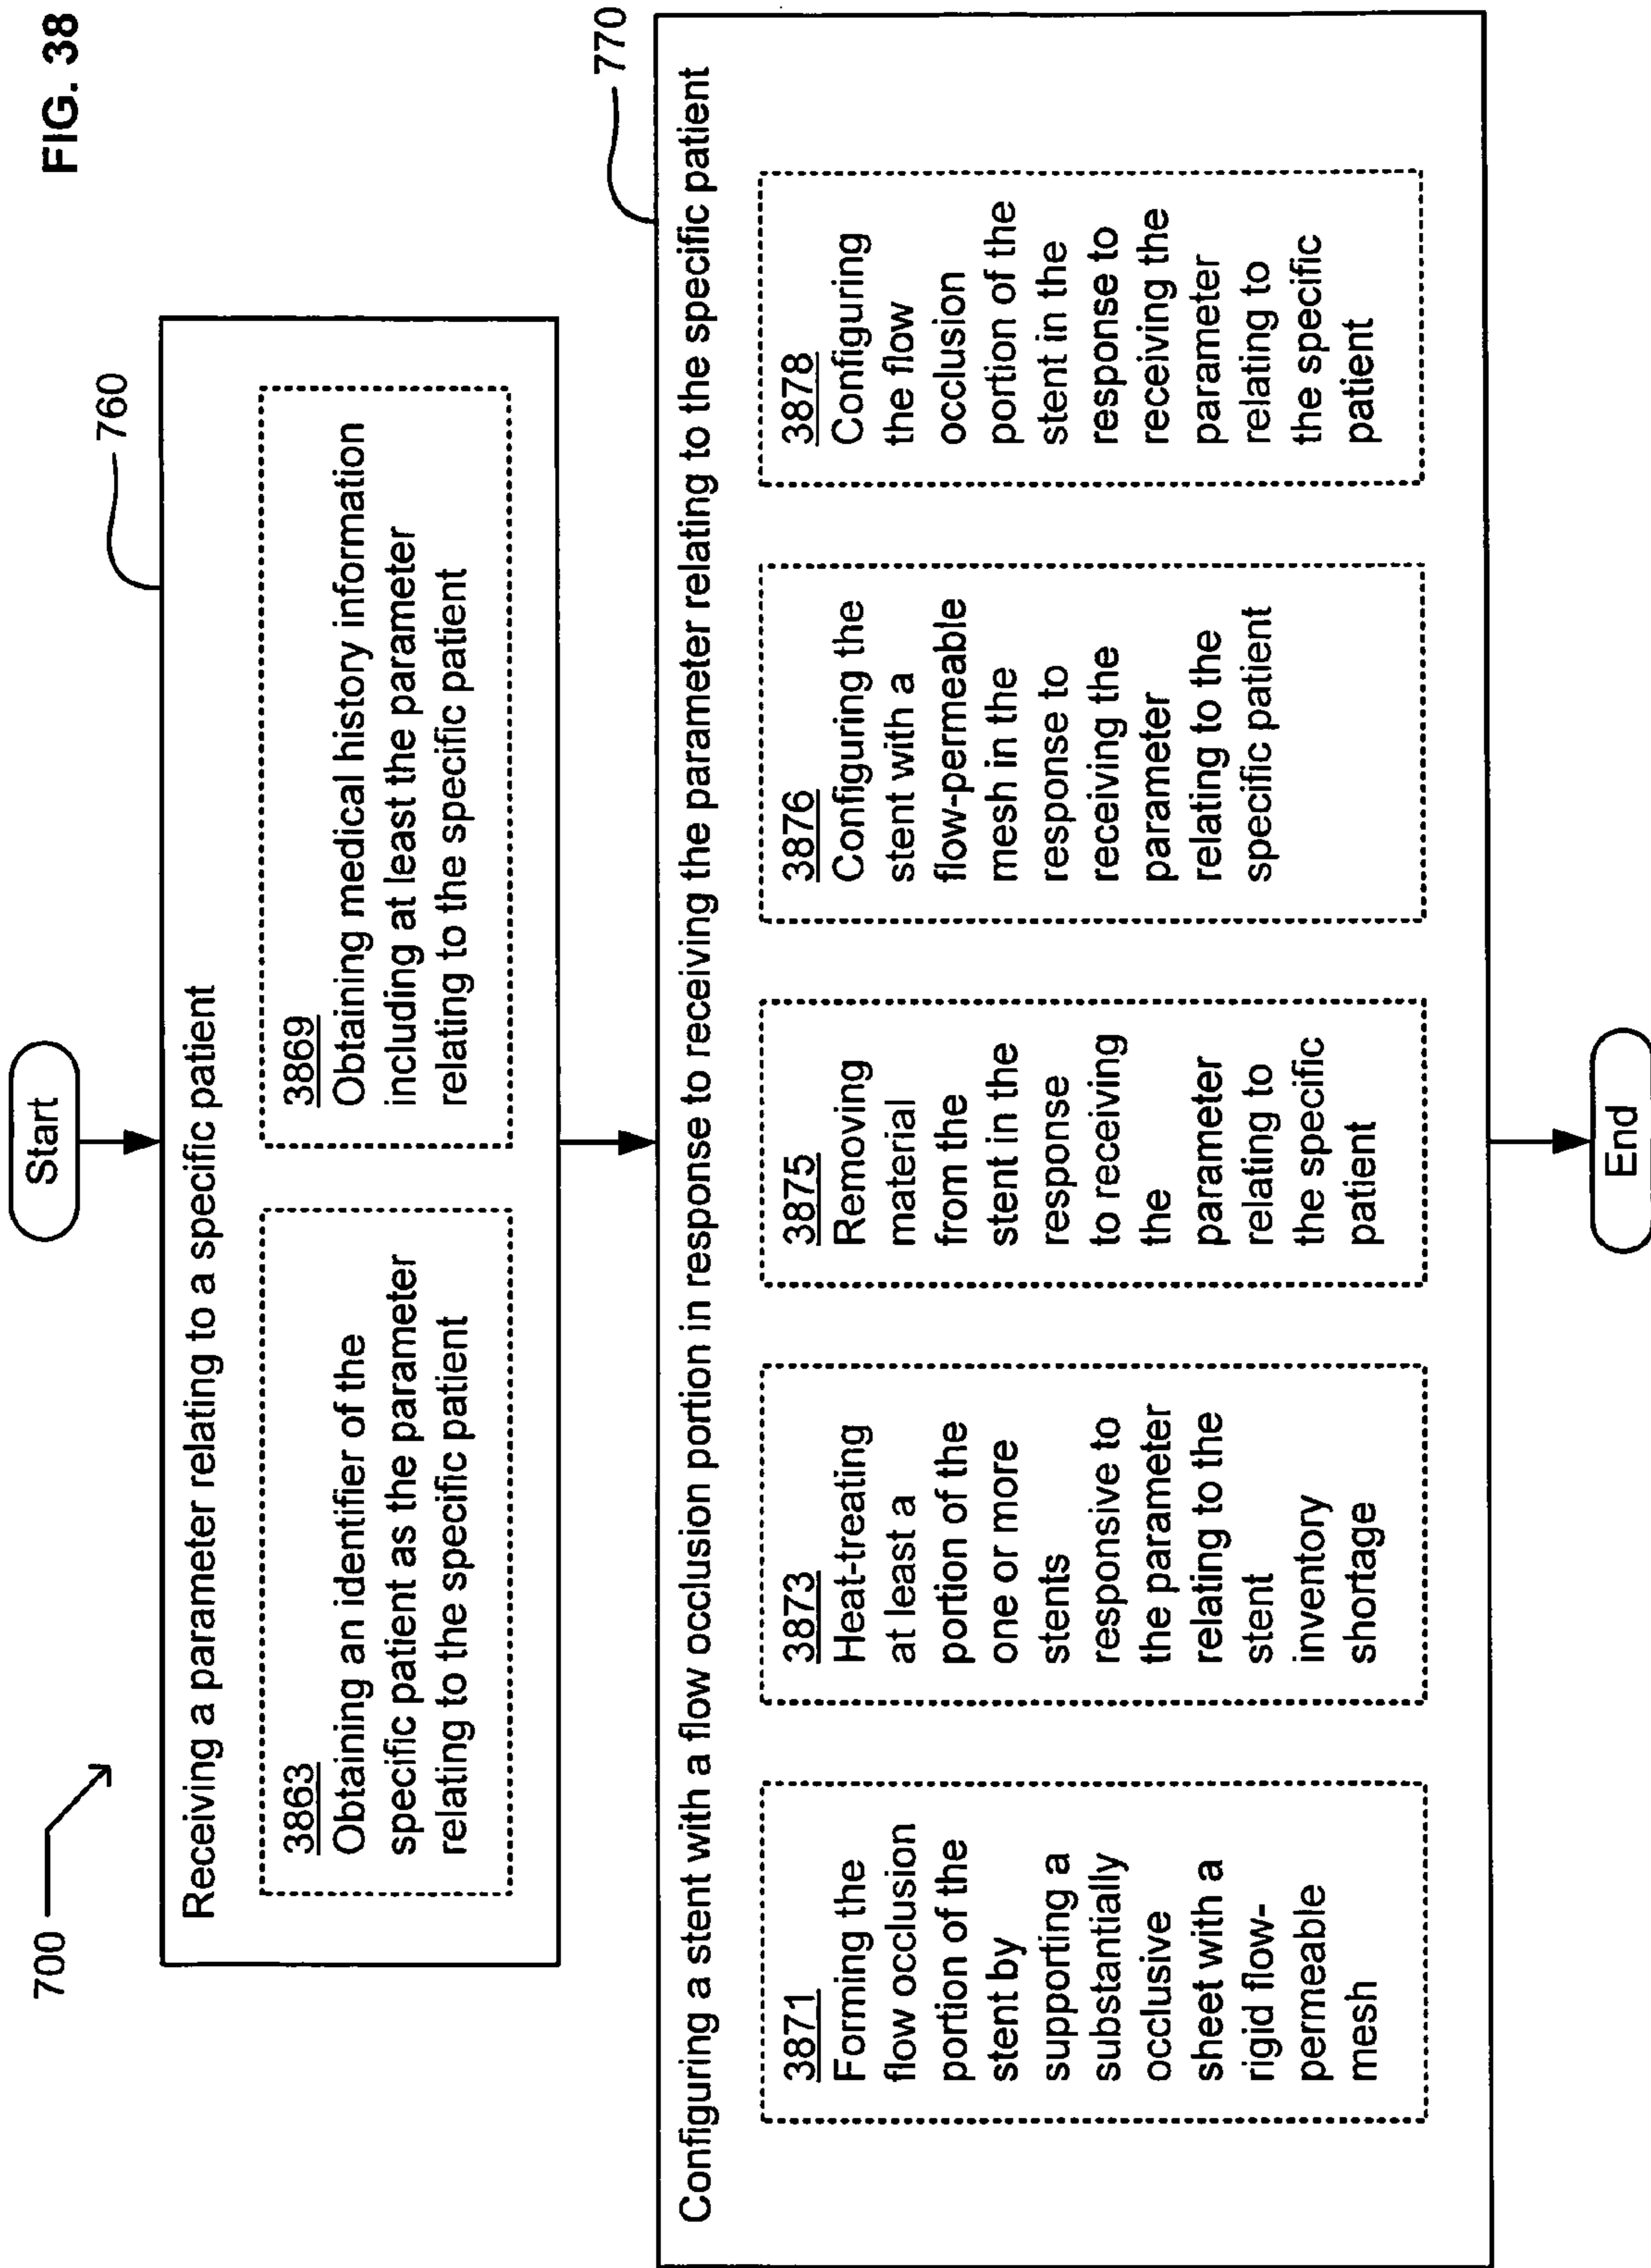 FIG. 38
700
Start
760
Receiving a parameter relating to a specific patient
3863
Obtaining an identifier of the
specific patient as the parameter
relating to the specific patient
3869
Obtaining medical history information
including at least the parameter
relating to the specific patient
770
Configuring a stent with a flow occlusion portion in response to receiving the parameter relating to the specific patient
3871
Forming the
flow occlusion
portion of the
stent by
supporting a
substantially
occlusive
sheet with a
rigid flow-
permeable
mesh
3873
Heat-treating
at least a
portion of the
one or more
stents
responsive to
the parameter
relating to the
stent
inventory
shortage
3875
Removing
material
from the
stent in the
response
to receiving
the
parameter
relating to
the specific
patient
3876
Configuring the
stent with a
flow-permeable
mesh in the
response to
receiving the
parameter
relating to the
specific patient
3878
Configuring
the flow
occlusion
portion of the
stent in the
response to
receiving the
parameter
relating to
the specific
patient
End